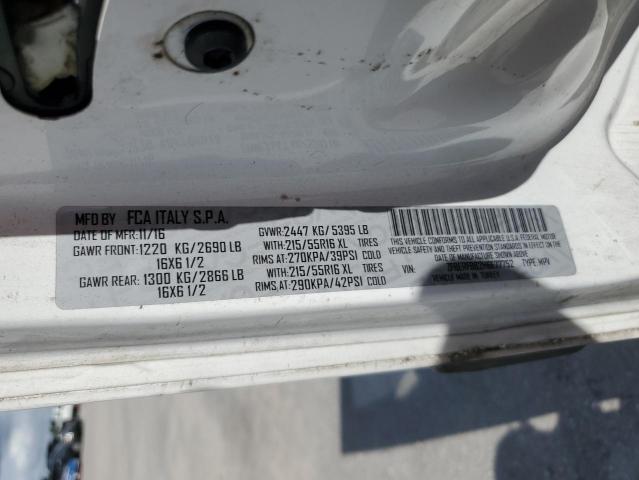 MFD BY FCA ITALY S.P.A.
DATE OF MFR: 11/16 GVWR: 2447 KG/5395 LB
GAWR FRONT: 1220 KG/2690 LB WITH: 215/55R16 XL TIRES
16X6 1/2 RIMS AT: 270KPA/39PSI COLD
GAWR REAR: 1300 KG/2866 LB WITH: 215/55R16 XL TIRES
16X6 1/2 RIMS AT: 290KPA/42PSI COLD
THIS VEHICLE CONFORMS TO ALL APPLICABLE U.S.A. FEDERAL MOTOR
VEHICLE SAFETY, BUMPER, AND THEFT PREVENTION STANDARDS IN
EFFECT ON THE DATE OF MANUFACTURE SHOWN ABOVE.
VIN: TYPE: MPV
VEHICLE MADE IN: TURKEY